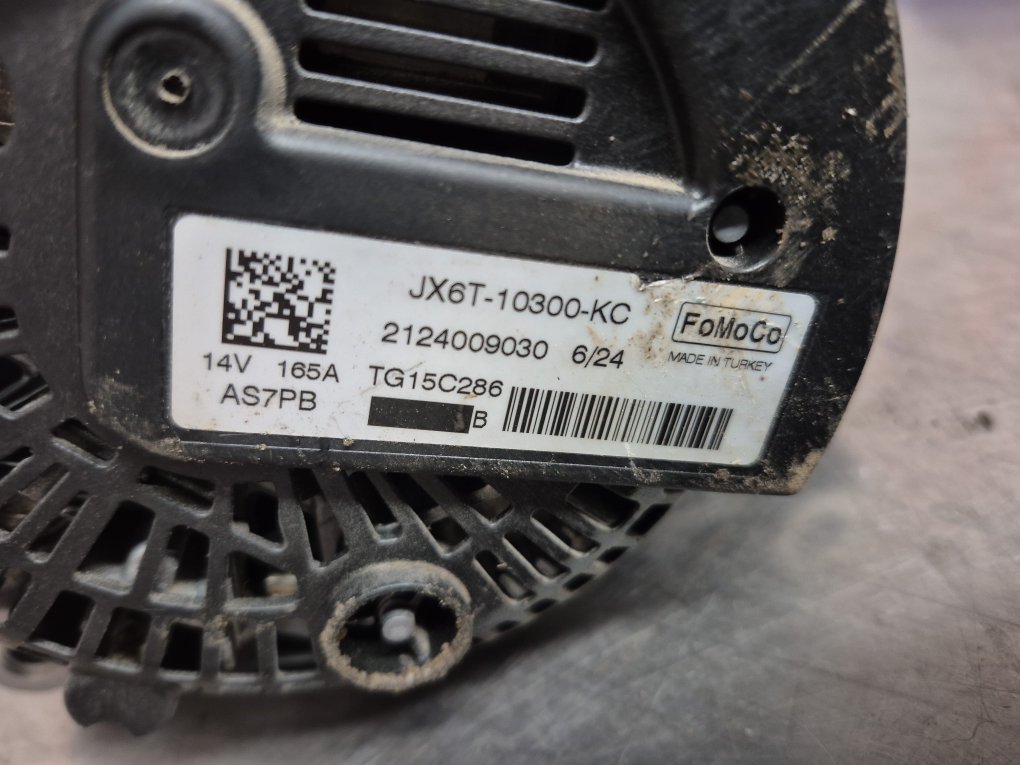 JX6T-10300-KC
FoMoCo
2124009030 6/24
MADE IN TURKEY
14V 165A TG15C286
AS7PB
B